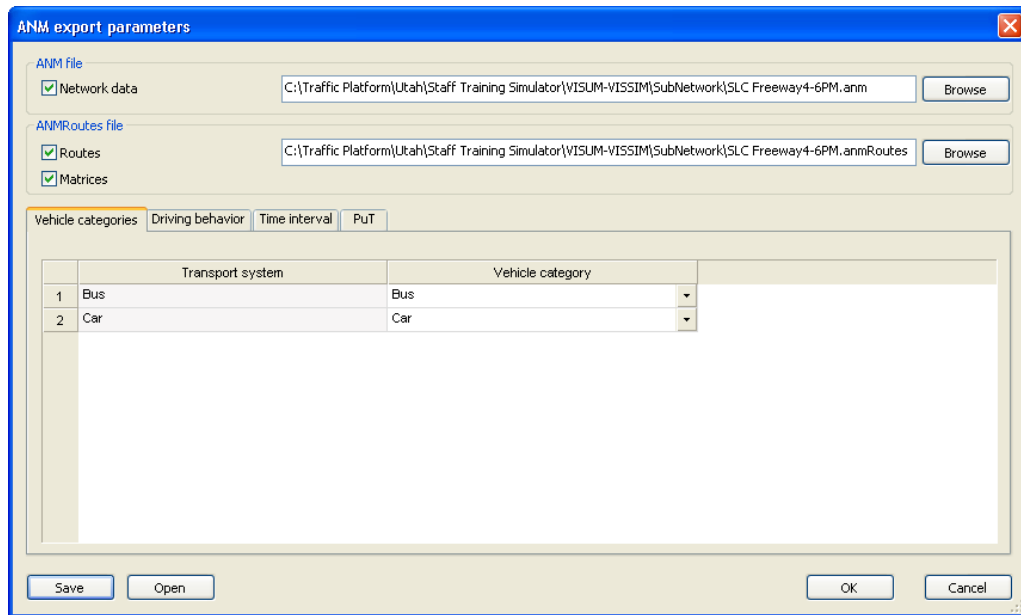 ANM export parameters
ANM file
Network data C:\Traffic Platform\Utah\Staff Training Simulator\VISUM-VISSIM\SubNetwork\SLC Freeway4-6PM.anm Browse
ANMRoutes file
Routes C:\Traffic Platform\Utah\Staff Training Simulator\VISUM-VISSIM\SubNetwork\SLC Freeway4-6PM.anmRoutes Browse
Matrices
Vehicle categories Driving behavior Time interval PuT
Transport system Vehicle category
1 Bus Bus
2 Car Car
Save Open OK Cancel